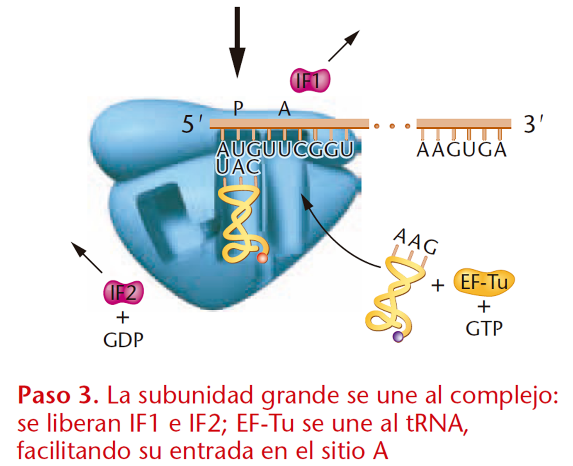 IF1
P A
5′ 3′
AUGUUCGGU AAGUGA
UAC
AAG
IF2
+
GDP
+ EF-Tu
+
GTP
Paso 3. La subunidad grande se une al complejo:
se liberan IF1 e IF2; EF-Tu se une al tRNA,
facilitando su entrada en el sitio A